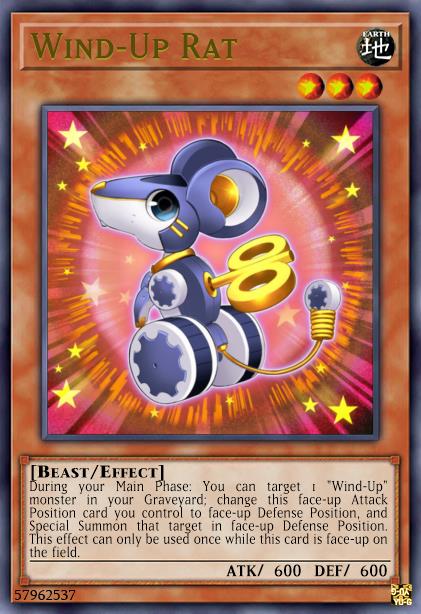 WIND-UP RAT
EARTH
地
[BEAST/EFFECT]
During your Main Phase: You can target 1 "Wind-Up"
monster in your Graveyard; change this face-up Attack
Position card you control to face-up Defense Position, and
Special Summon that target in face-up Defense Position.
This effect can only be used once while this card is face-up on
the field.
ATK/ 600 DEF/ 600
57962537